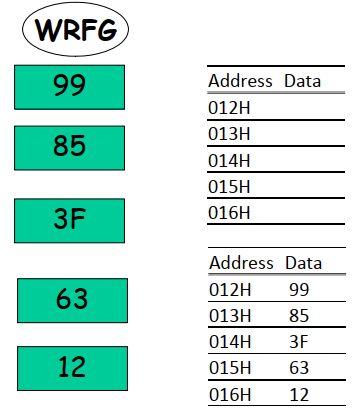 WRFG
99
85
3F
63
12
Address Data
012H
013H
014H
015H
016H
Address Data
012H 99
013H 85
014H 3F
015H 63
016H 12